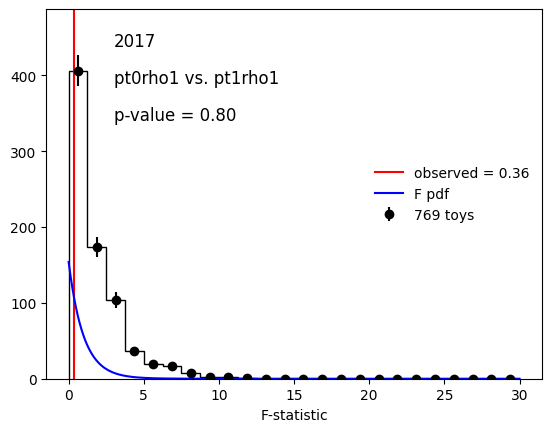 2017
pt0rho1 vs. pt1rho1
p-value = 0.80
observed = 0.36
F pdf
769 toys
400
300
200
100
0
0 5 10 15 20 25 30
F-statistic